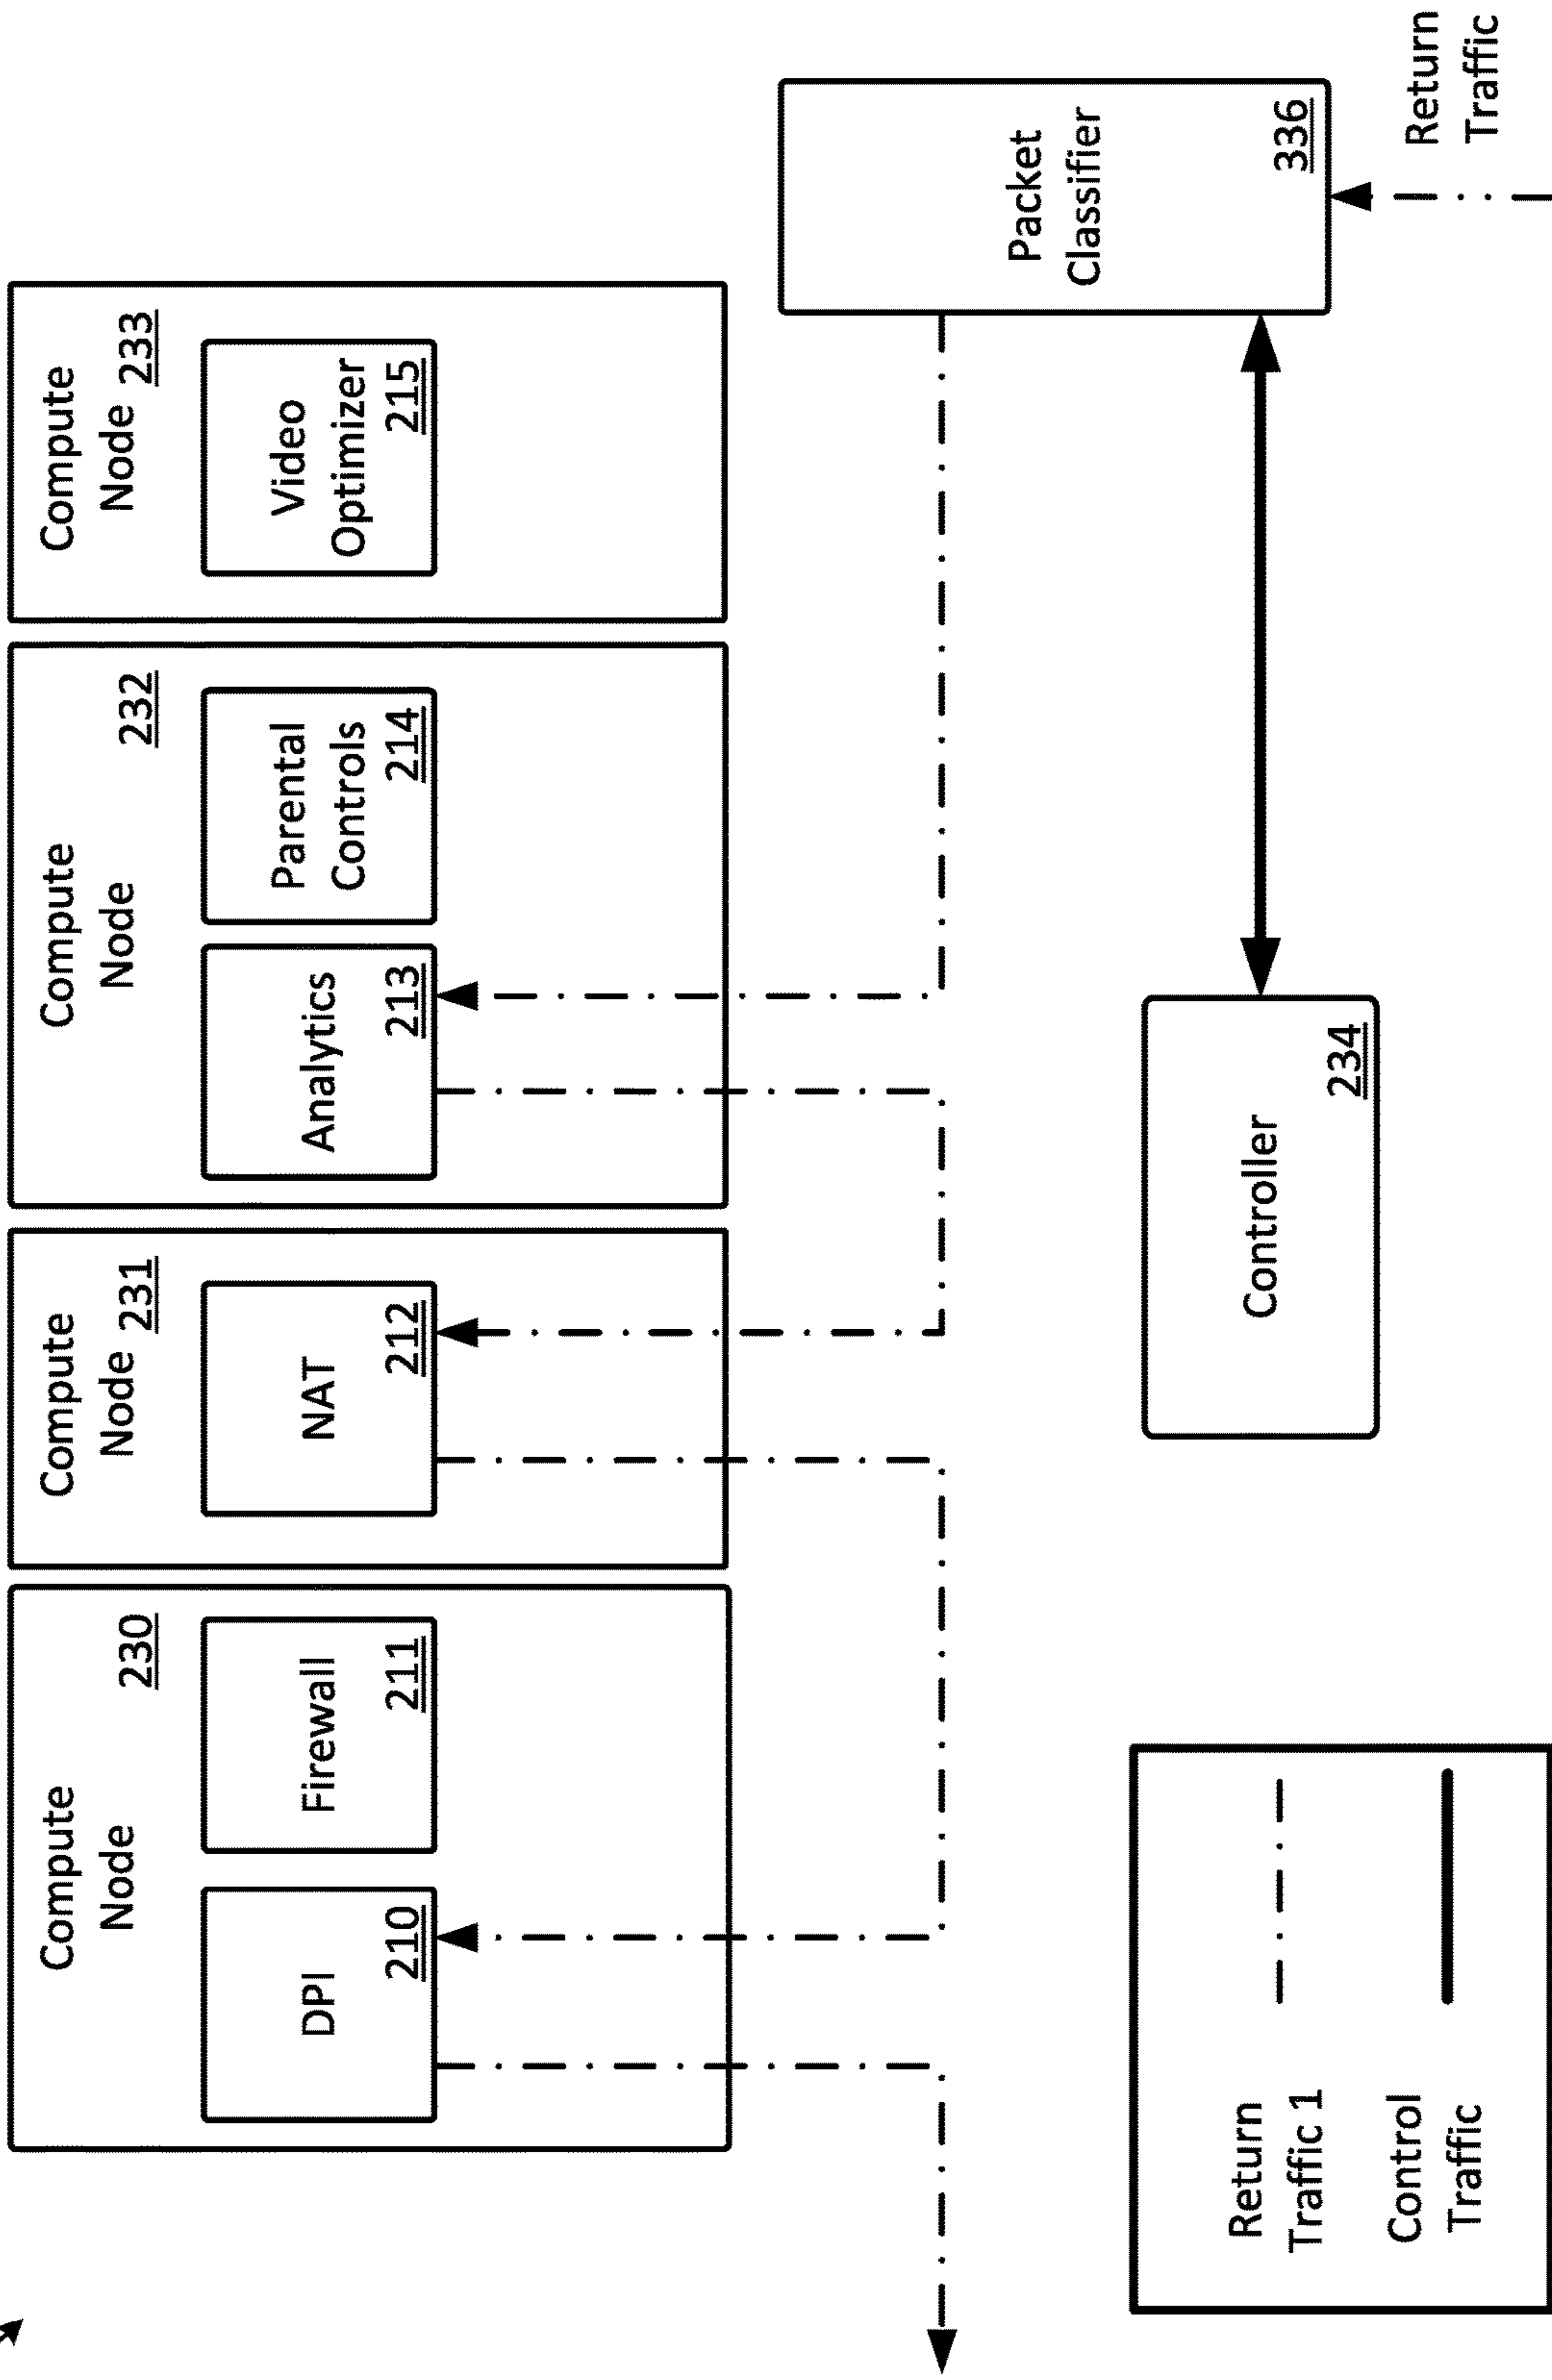 Compute
Node
230
DPI
210
Firewall
211
Compute
Node 231
NAT
212
Compute
Node
232
Analytics
213
Parental
Controls
214
Compute
Node 233
Video
Optimizer
215
Packet
Classifier
336
Controller
234
Return
Traffic
Return
Traffic 1
Control
Traffic